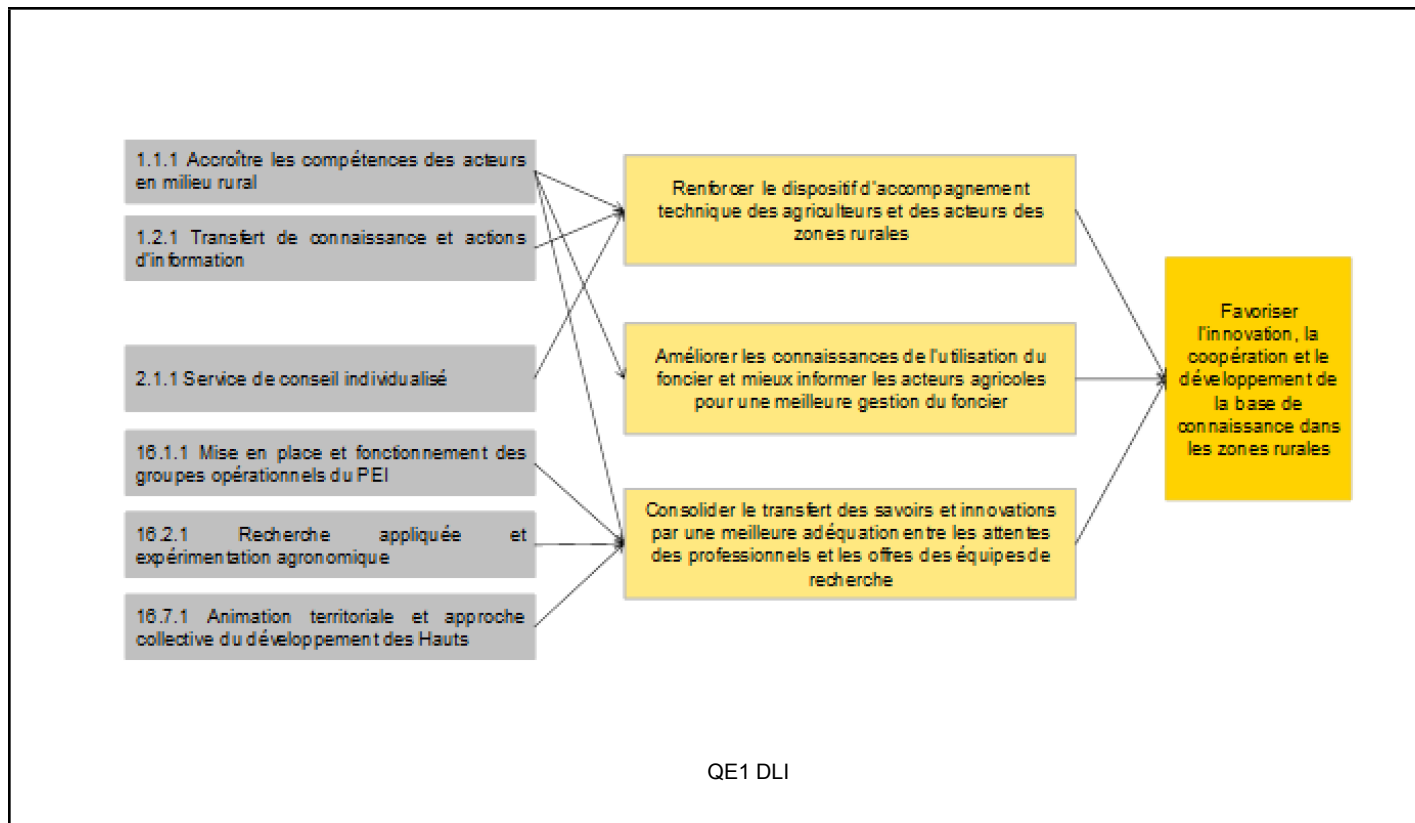 1.1.1 Accroître les compétences des acteurs
en milieu rural
1.2.1 Transfert de connaissance et actions
d'information
2.1.1 Service de conseil individualisé
16.1.1 Mise en place et fonctionnement des
groupes opérationnels du PEI
16.2.1 Recherche appliquée et
expérimentation agronomique
16.7.1 Animation territoriale et approche
collective du développement des Hauts
Renforcer le dispositif d'accompagnement
technique des agriculteurs et des acteurs des
zones rurales
Améliorer les connaissances de l'utilisation du
foncier et mieux informer les acteurs agricoles
pour une meilleure gestion du foncier
Consolider le transfert des savoirs et innovations
par une meilleure adéquation entre les attentes
des professionnels et les offres des équipes de
recherche
Favoriser
l'innovation, la
coopération et le
développement de
la base de
connaissance dans
les zones rurales
QE1 DLI